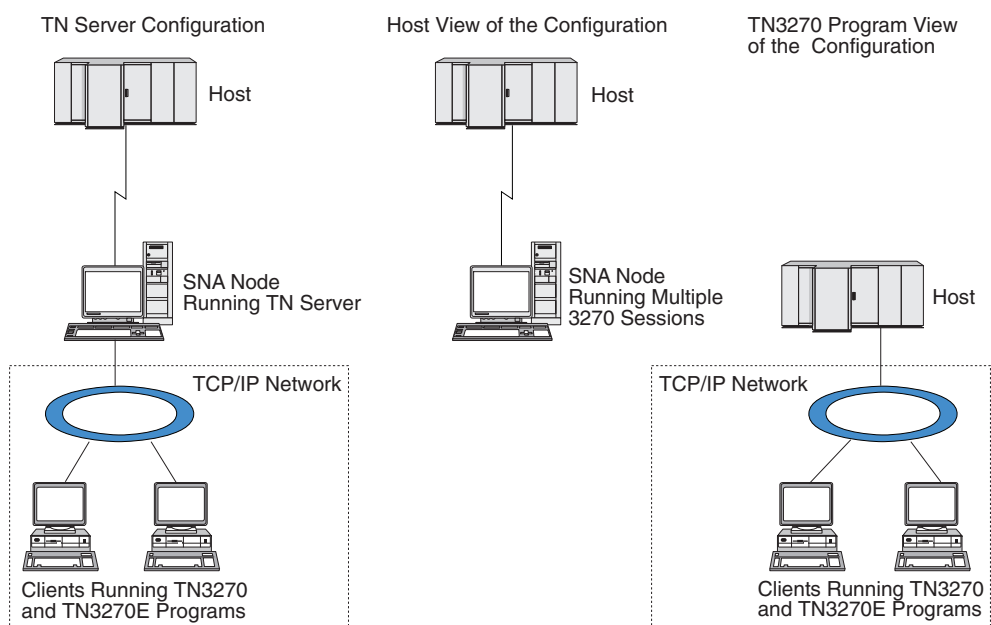 TN Server Configuration
Host
SNA Node
Running TN Server
TCP/IP Network
Clients Running TN3270
and TN3270E Programs
Host View of the Configuration
Host
SNA Node
Running Multiple
3270 Sessions
TN3270 Program View
of the Configuration
Host
TCP/IP Network
Clients Running TN3270
and TN3270E Programs